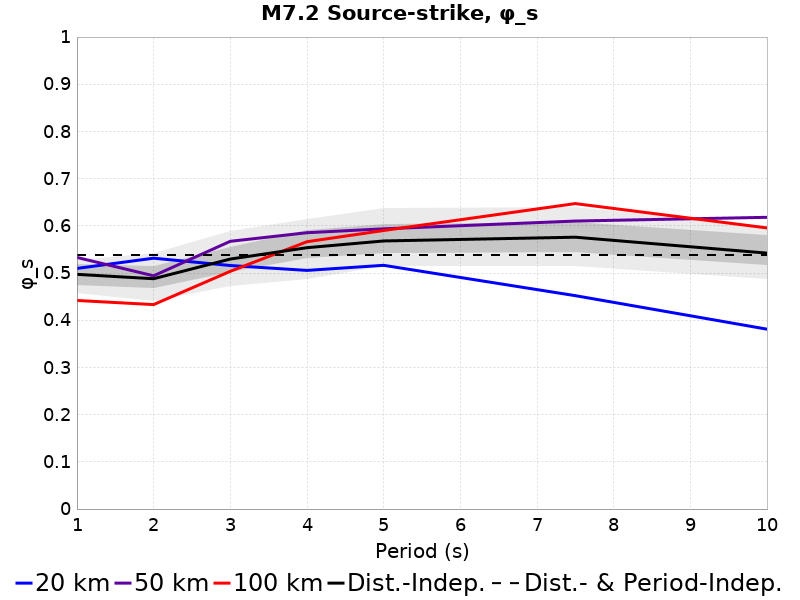 M7.2 Source-strike, φ_s
1
0.9
0.8
0.7
0.6
0.5
0.4
0.3
0.2
0.1
0
φ_s
1 2 3 4 5 6 7 8 9 10
Period (s)
20 km 50 km 100 km Dist.-Indep. Dist.- & Period-Indep.